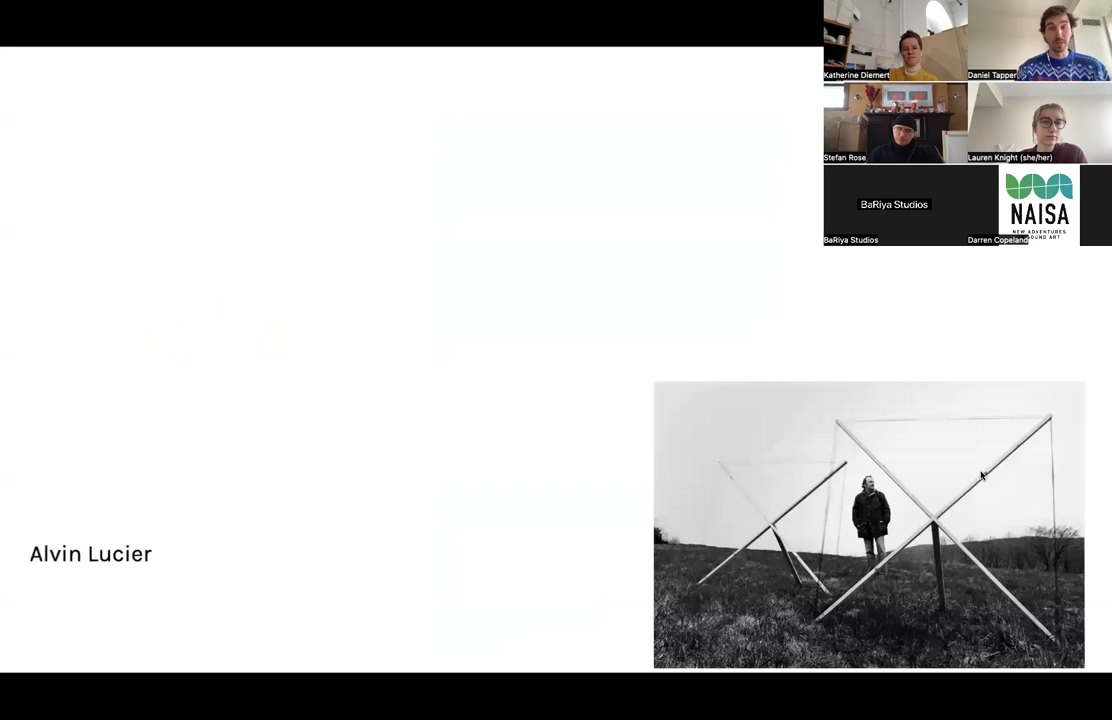 Katherine Diemert
Daniel Tapper
Stefan Rose
Lauren Knight (she/her)
BaRiya Studios
BaRiya Studios
NAISA
NEW ADVENTURES
SOUND ART
Darren Copeland
Alvin Lucier